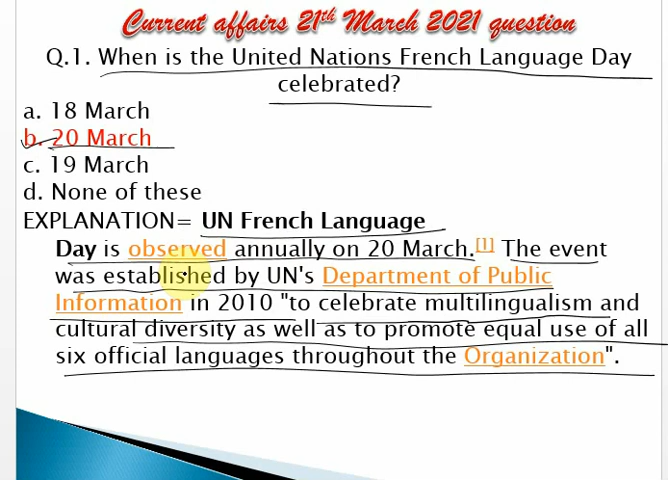 Current affairs 21th March 2021 question
Q.1. When is the United Nations French Language Day
celebrated?
a. 18 March
b. 20 March
c. 19 March
d. None of these
EXPLANATION= UN French Language
Day is observed annually on 20 March.[1] The event
was established by UN's Department of Public
Information in 2010 "to celebrate multilingualism and
cultural diversity as well as to promote equal use of all
six official languages throughout the Organization".